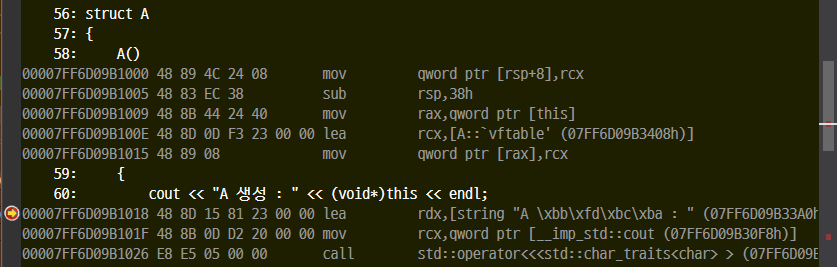 56: struct A
57: {
58:     A()
00007FF6D09B1000 48 89 4C 24 08       mov         qword ptr [rsp+8],rcx
00007FF6D09B1005 48 83 EC 38          sub         rsp,38h
00007FF6D09B1009 48 8B 44 24 40       mov         rax,qword ptr [this]
00007FF6D09B100E 48 8D 0D F3 23 00 00 lea         rcx,[A::`vftable' (07FF6D09B3408h)]
00007FF6D09B1015 48 89 08             mov         qword ptr [rax],rcx
59:     {
60:         cout << "A 생성 : " << (void*)this << endl;
00007FF6D09B1018 48 8D 15 81 23 00 00 lea         rdx,[string "A \xbb\xfd\xbc\xba : " (07FF6D09B33A0h
00007FF6D09B101F 48 8B 0D D2 20 00 00 mov         rcx,qword ptr [__imp_std::cout (07FF6D09B30F8h)]
00007FF6D09B1026 E8 E5 05 00 00       call        std::operator<<<std::char_traits<char> > (07FF6D09E